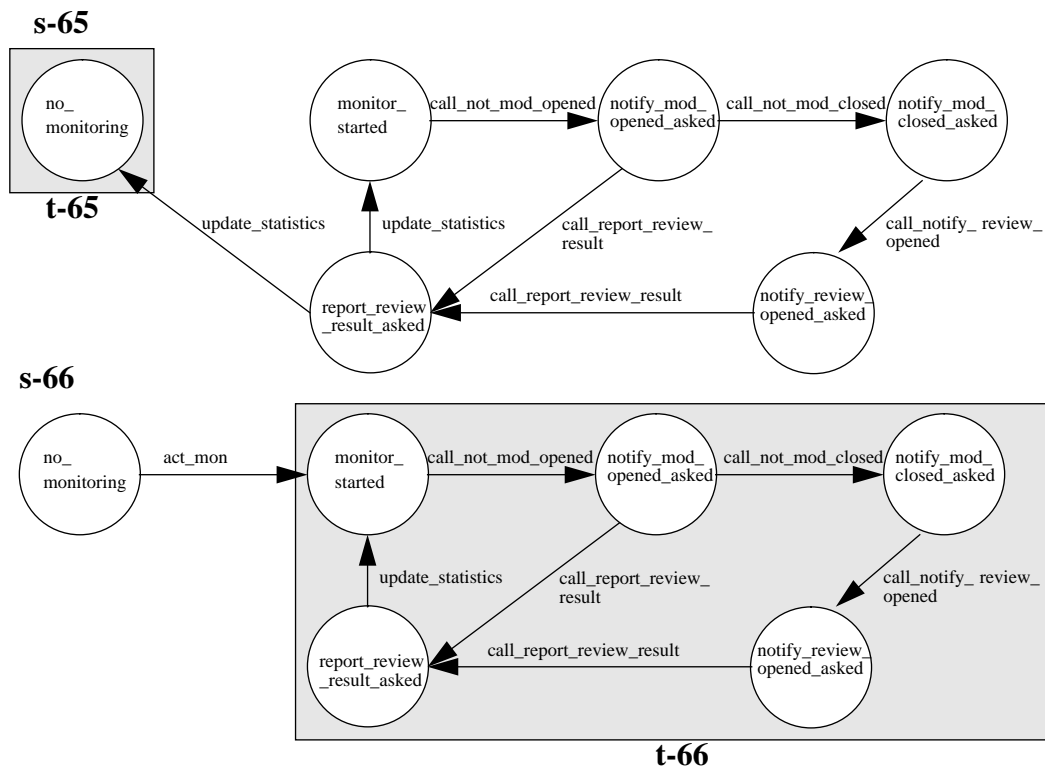 s-65
no_
monitoring
t-65
monitor_
started
call_not_mod_opened
notify_mod_
opened_asked
call_not_mod_closed
notify_mod_
closed_asked
update_statistics
update_statistics
call_report_review_
result
call_notify_ review_
opened
report_review
_result_asked
call_report_review_result
notify_review_
opened_asked
s-66
no_
monitoring
act_mon
monitor_
started
call_not_mod_opened
notify_mod_
opened_asked
call_not_mod_closed
notify_mod_
closed_asked
update_statistics
call_report_review_
result
call_notify_ review_
opened
report_review
_result_asked
call_report_review_result
notify_review_
opened_asked
t-66